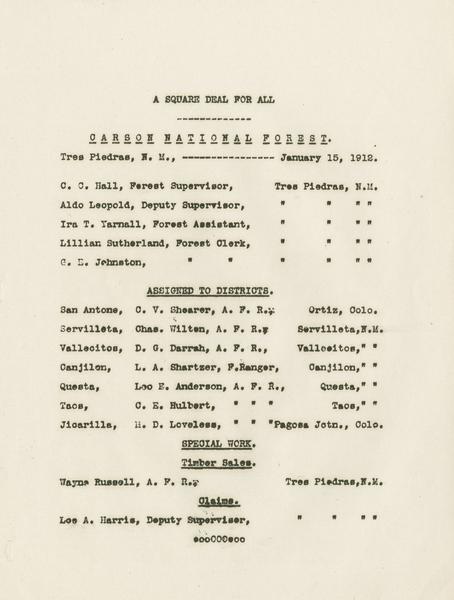 A SQUARE DEAL FOR ALL
-------------
CARSON NATIONAL FOREST.
Tres Piedras, N. M., ---------------- January 15, 1912.
C. C. Hall, Forest Supervisor, Tres Piedras, N.M.
Aldo Leopold, Deputy Supervisor, " " " "
Ira T. Yarnall, Forest Assistant, " " " "
Lillian Sutherland, Forest Clerk, " " " "
G. E. Johnston, " " " " " "
ASSIGNED TO DISTRICTS.
San Antone, C. V. Shearer, A. F. R., Ortiz, Colo.
Servilleta, Chas. Wilten, A. F. R., Servilleta,N.M.
Vallecitos, D. G. Darrah, A. F. R., Vallecitos," "
Canjilon, L. A. Shartzer, F.Ranger, Canjilon," "
Questa, Leo E. Anderson, A. F. R., Questa," "
Taos, C. E. Hulbert, " " " Taos," "
Jicarilla, H. D. Loveless, " " "Pagosa Jctn., Colo.
SPECIAL WORK.
Timber Sales.
Wayne Russell, A. F. R., Tres Piedras,N.M.
Claims.
Lee A. Harris, Deputy Supervisor, " " " "
oooOOOooo